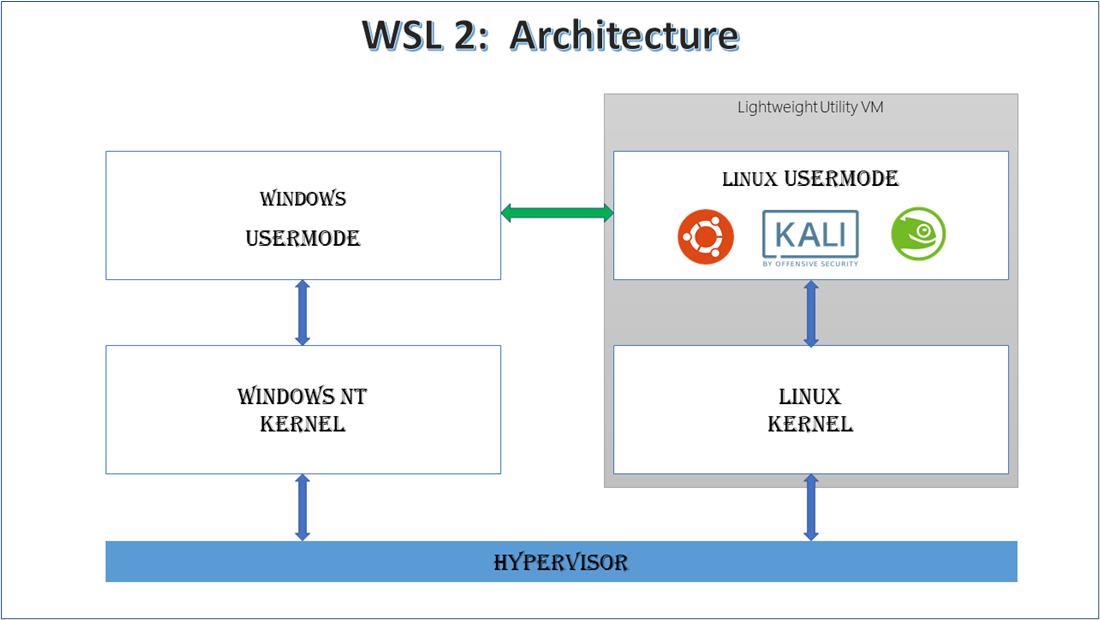 WSL 2: Architecture
Lightweight Utility VM
WINDOWS
USERMODE
LINUX USERMODE
KALI
BY OFFENSIVE SECURITY
WINDOWS NT
KERNEL
LINUX
KERNEL
HYPERVISOR